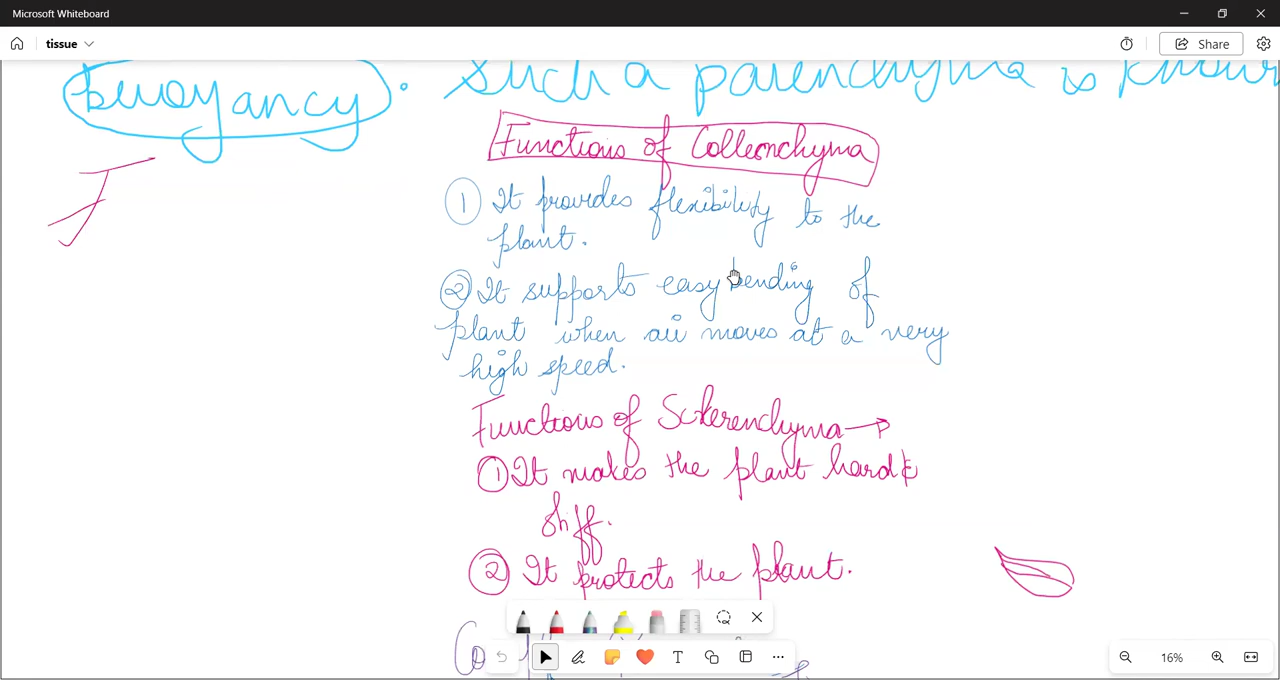 Microsoft Whiteboard
tissue
Share
buoyancy. Such a parenchyma is known
Functions of Collenchyma
① It provides flexibility to the
plant.
② It supports easy bending of
plant when air moves at a very
high speed.
Functions of Sclerenchyma →
① It makes the plant hard &
stiff.
② It protects the plant.
16%